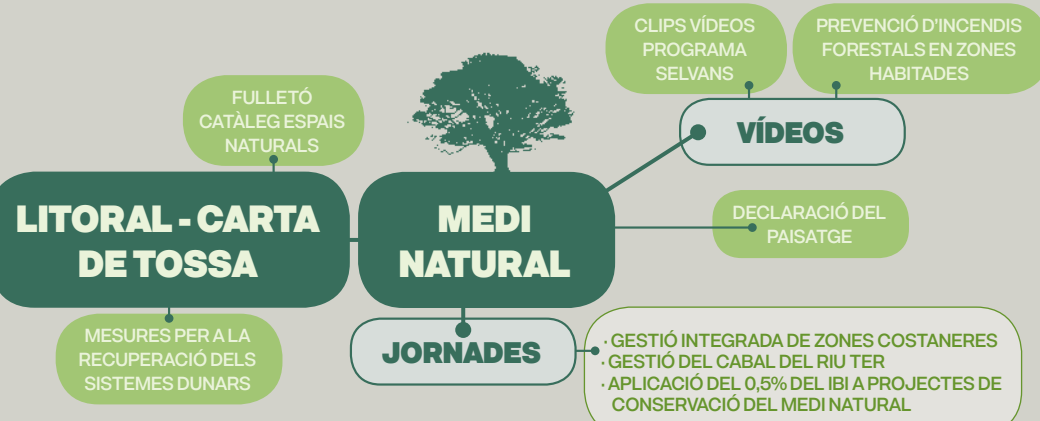 CLIPS VÍDEOS
PROGRAMA
SELVANS
PREVENCIÓ D'INCENDIS
FORESTALS EN ZONES
HABITADES
FULLETÓ
CATÀLEG ESPAIS
NATURALS
VÍDEOS
LITORAL - CARTA
DE TOSSA
MEDI
NATURAL
DECLARACIÓ DEL
PAISATGE
MESURES PER A LA
RECUPERACIÓ DELS
SISTEMES DUNARS
JORNADES
· GESTIÓ INTEGRADA DE ZONES COSTANERES
· GESTIÓ DEL CABAL DEL RIU TER
· APLICACIÓ DEL 0,5% DEL IBI A PROJECTES DE
CONSERVACIÓ DEL MEDI NATURAL